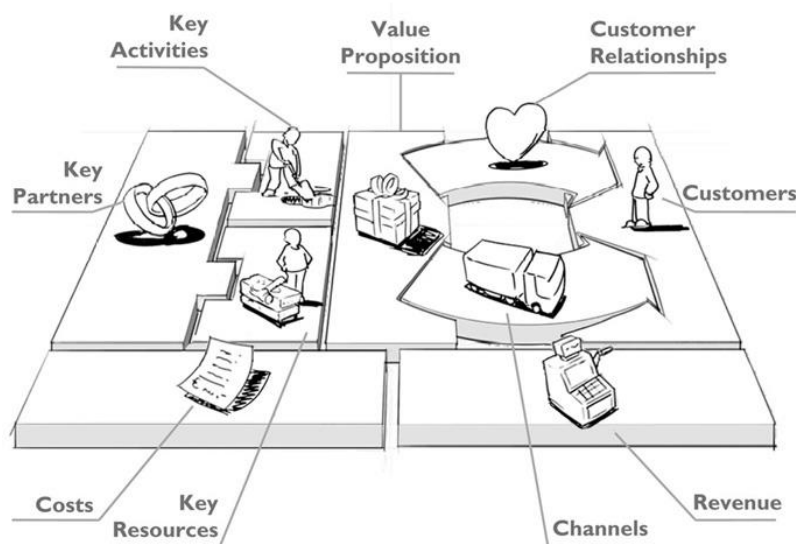 Key
Activities
Value
Proposition
Customer
Relationships
Key
Partners
Customers
Costs
Key
Resources
Channels
Revenue